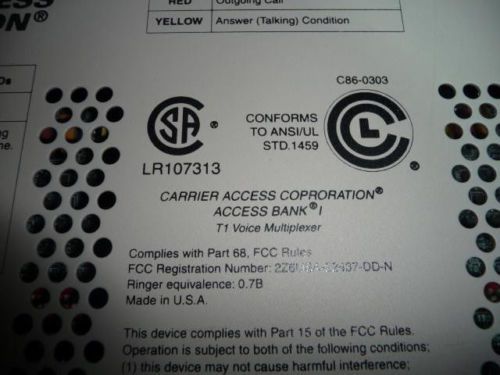 RED Outgoing Call
YELLOW Answer (Talking) Condition
ON®
C86-0303
SA ®
CONFORMS
TO ANSI/UL
STD.1459
LR107313
CARRIER ACCESS COPRORATION®
ACCESS BANK® I
T1 Voice Multiplexer
Complies with Part 68, FCC Rules
FCC Registration Number:
Ringer equivalence: 0.7B
Made in U.S.A.
This device complies with Part 15 of the FCC Rules.
Operation is subject to both of the following conditions;
(1) this device may not cause harmful interference;